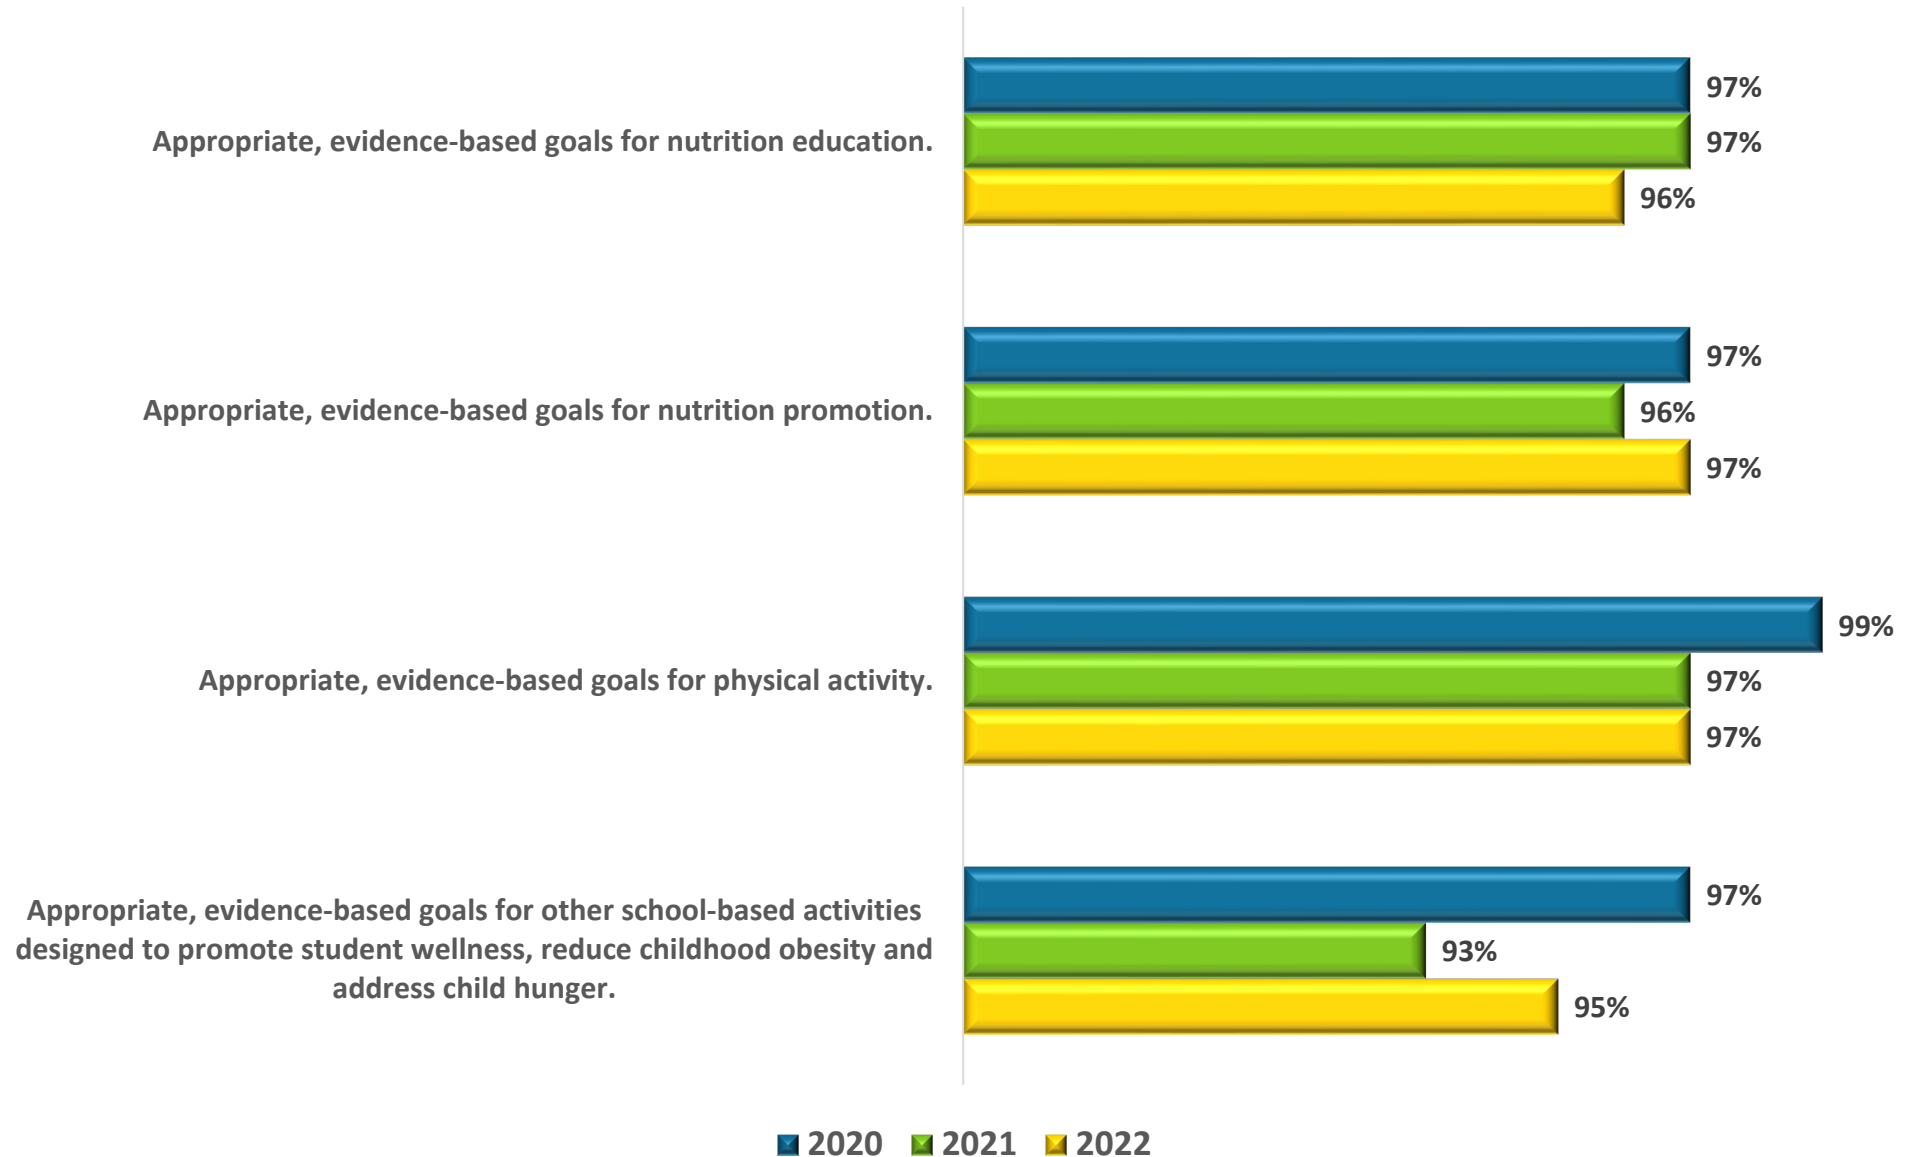 97%
Appropriate, evidence-based goals for nutrition education.
97%
96%
97%
Appropriate, evidence-based goals for nutrition promotion.
96%
97%
99%
Appropriate, evidence-based goals for physical activity.
97%
97%
97%
Appropriate, evidence-based goals for other school-based activities
designed to promote student wellness, reduce childhood obesity and
address child hunger.
93%
95%
2020 2021 2022